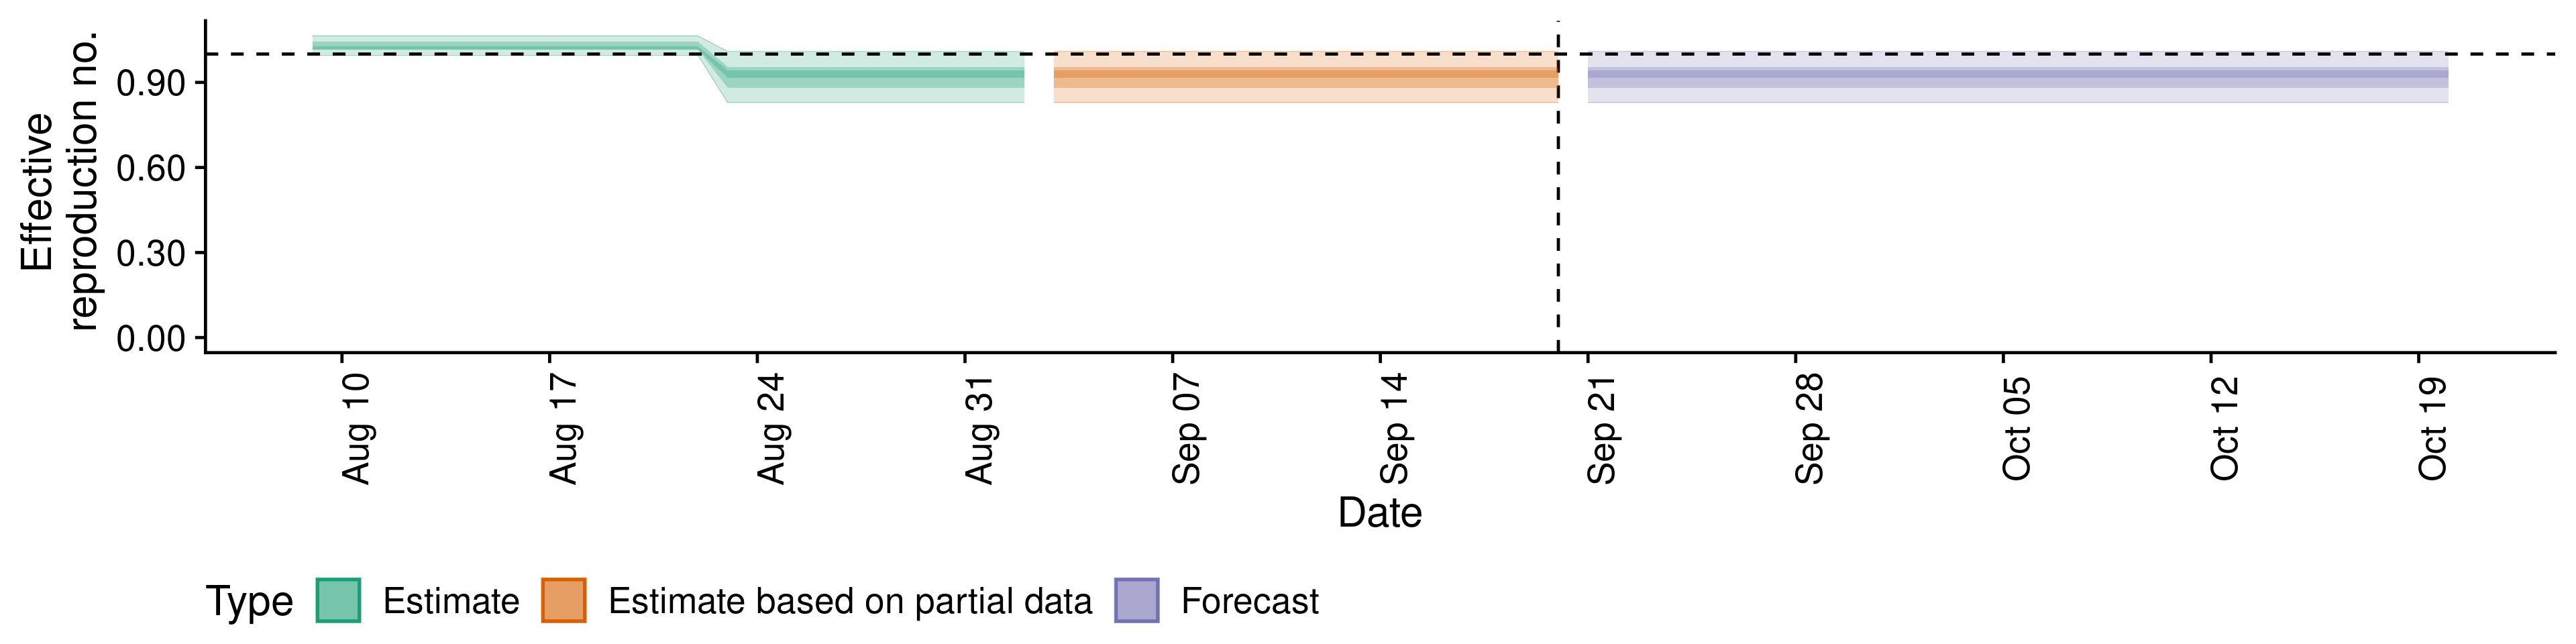 Effective
reproduction no.
0.90
0.60
0.30
0.00
Aug 10
Aug 17
Aug 24
Aug 31
Sep 07
Sep 14
Sep 21
Sep 28
Oct 05
Oct 12
Oct 19
Date
Type Estimate Estimate based on partial data Forecast